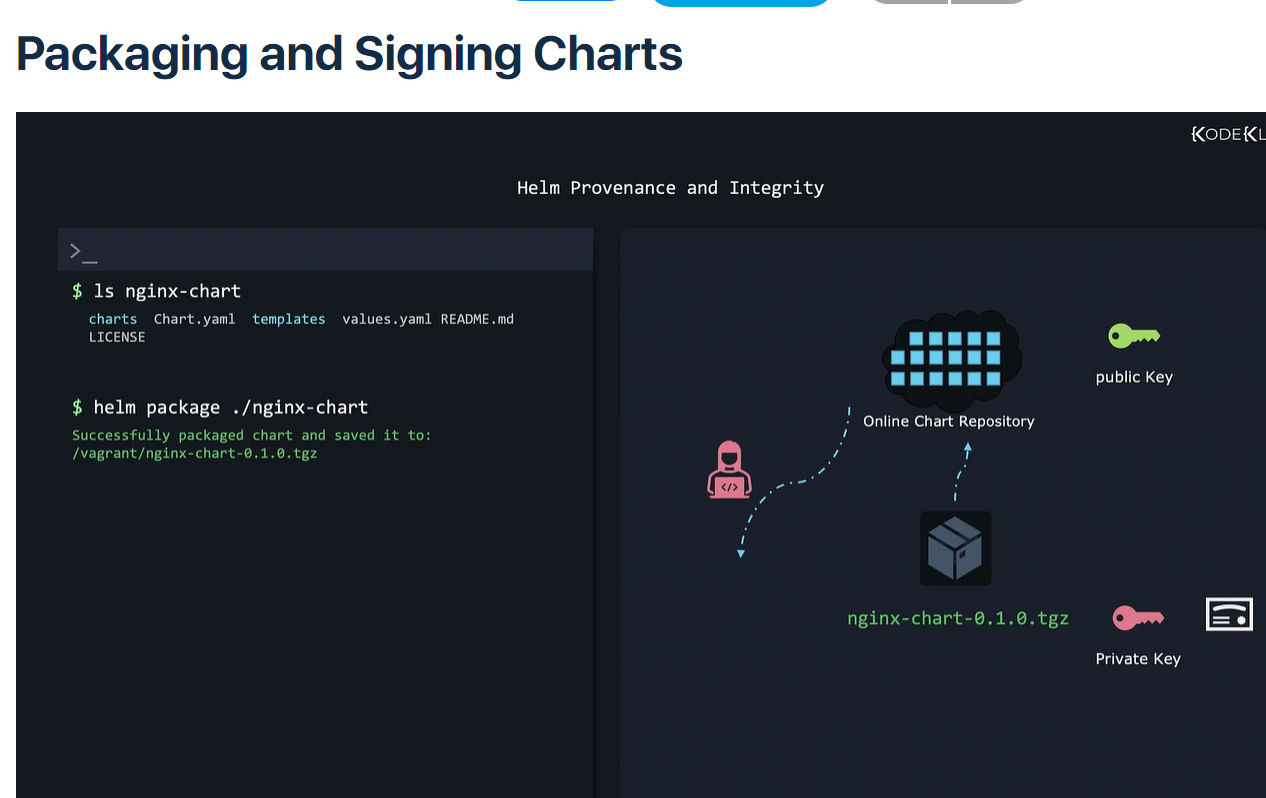 Packaging and Signing Charts
KODEKL
Helm Provenance and Integrity
>_
$ ls nginx-chart
charts Chart.yaml templates values.yaml README.md
LICENSE
$ helm package ./nginx-chart
Successfully packaged chart and saved it to:
/vagrant/nginx-chart-0.1.0.tgz
public Key
Online Chart Repository
</>
nginx-chart-0.1.0.tgz
Private Key